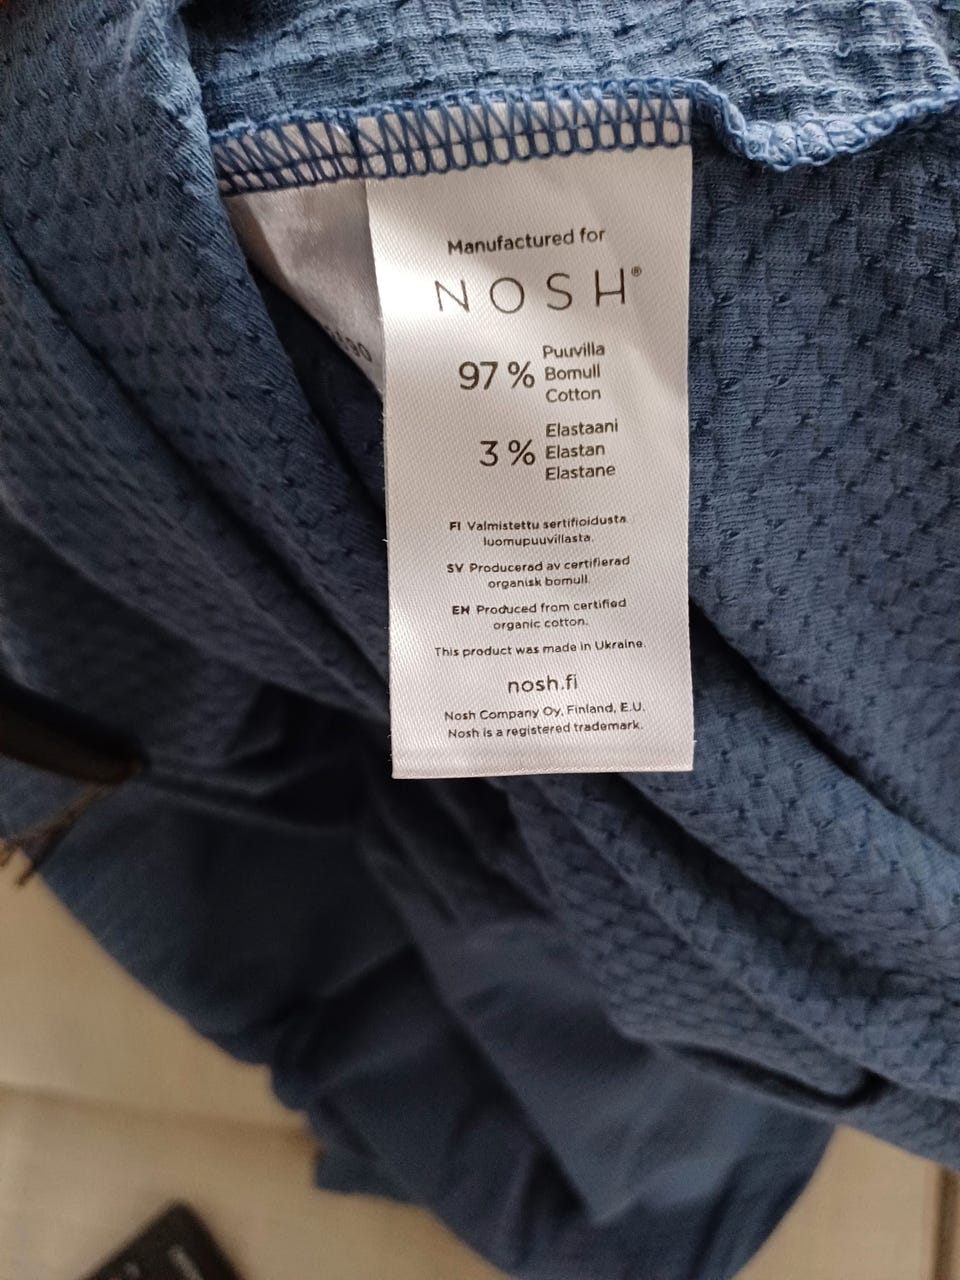 Manufactured for
NOSH®
97 %
Puuvilla
Bomull
Cotton
3 %
Elastaani
Elastan
Elastane
FI Valmistettu sertifioidusta
luomupuuvillasta.
SV Producerad av certifierad
organisk bomull.
EN Produced from certified
organic cotton.
This product was made in Ukraine.
nosh.fi
Nosh Company Oy, Finland, E.U.
Nosh is a registered trademark.